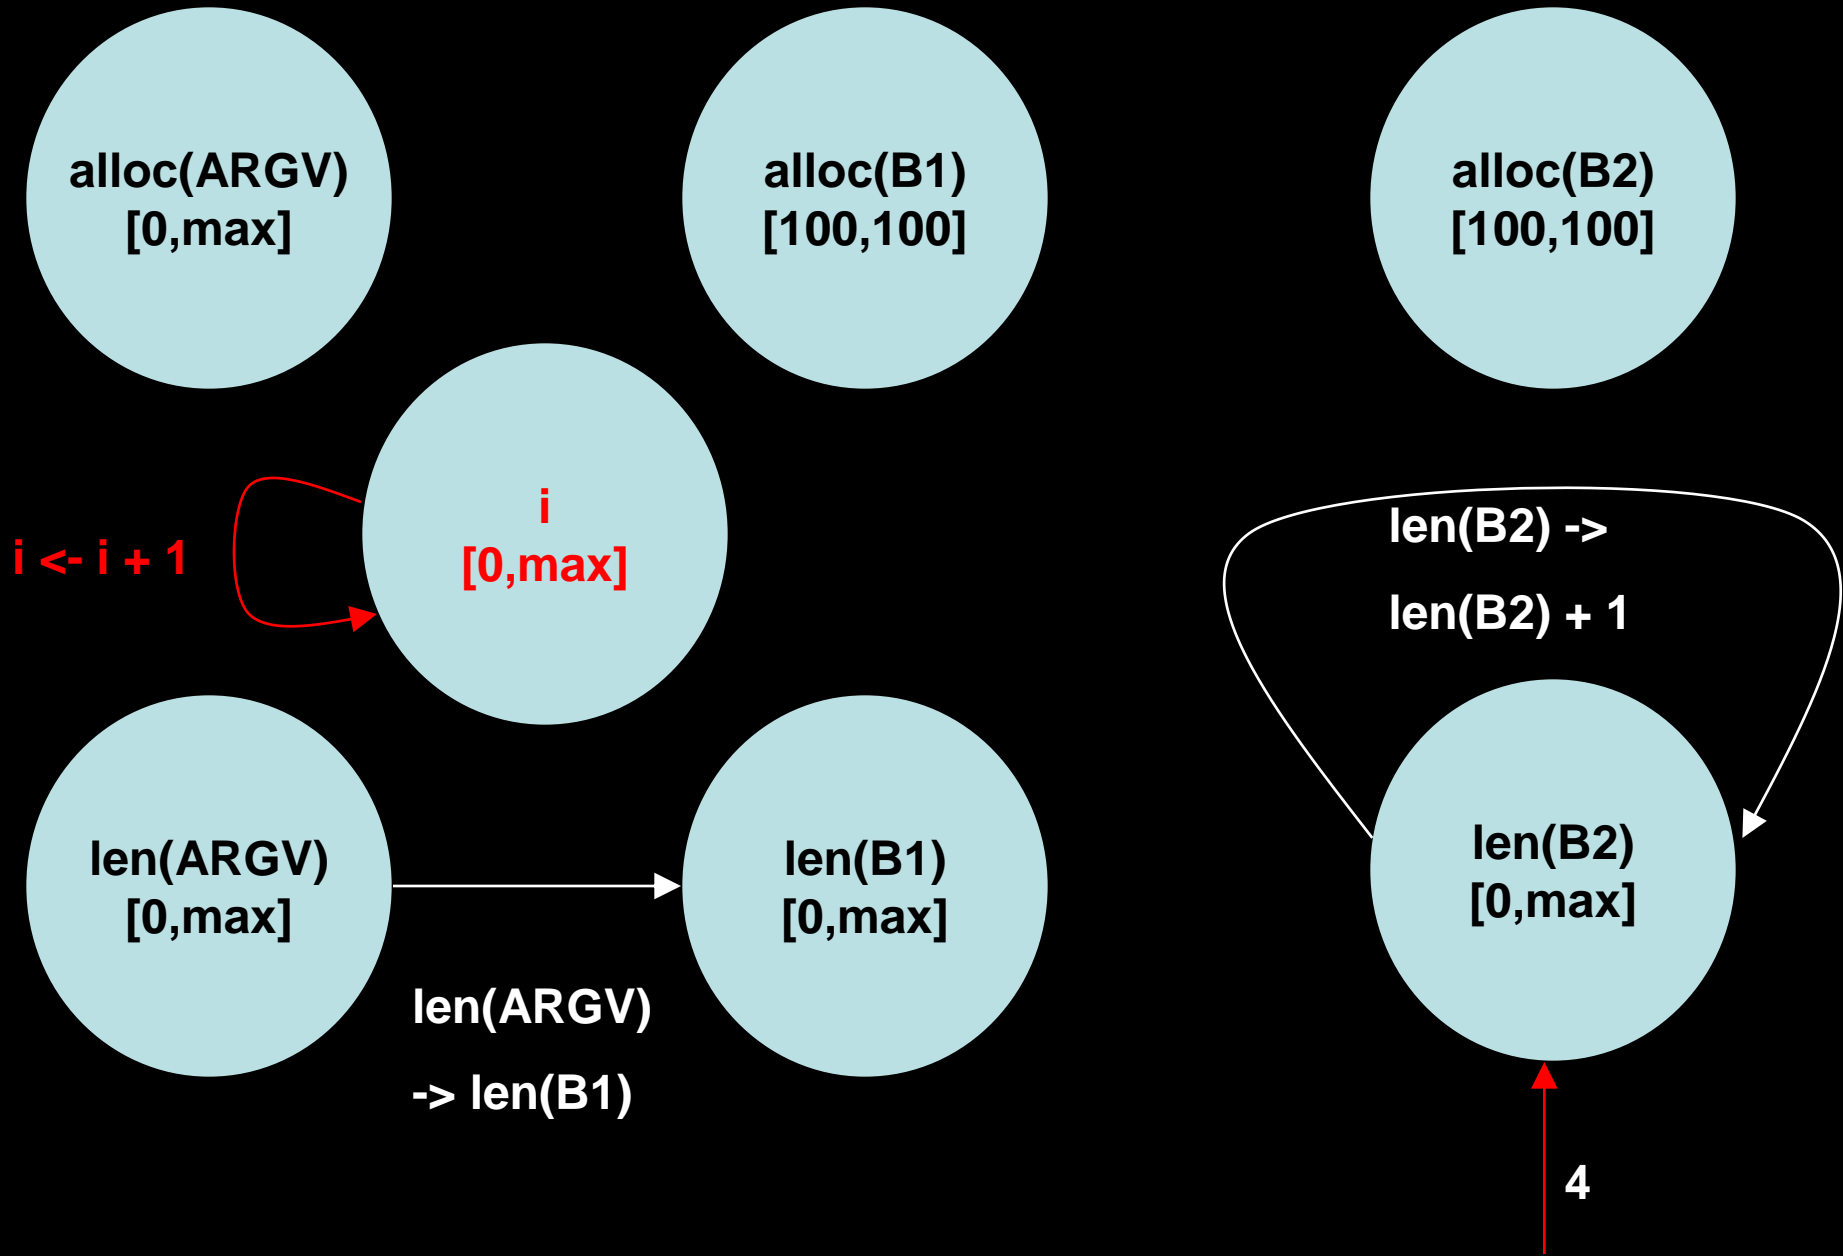 alloc(ARGV)
[0,max]
alloc(B1)
[100,100]
alloc(B2)
[100,100]
i <- i + 1
i
[0,max]
len(B2) ->
len(B2) + 1
len(ARGV)
[0,max]
len(B1)
[0,max]
len(B2)
[0,max]
len(ARGV)
-> len(B1)
4